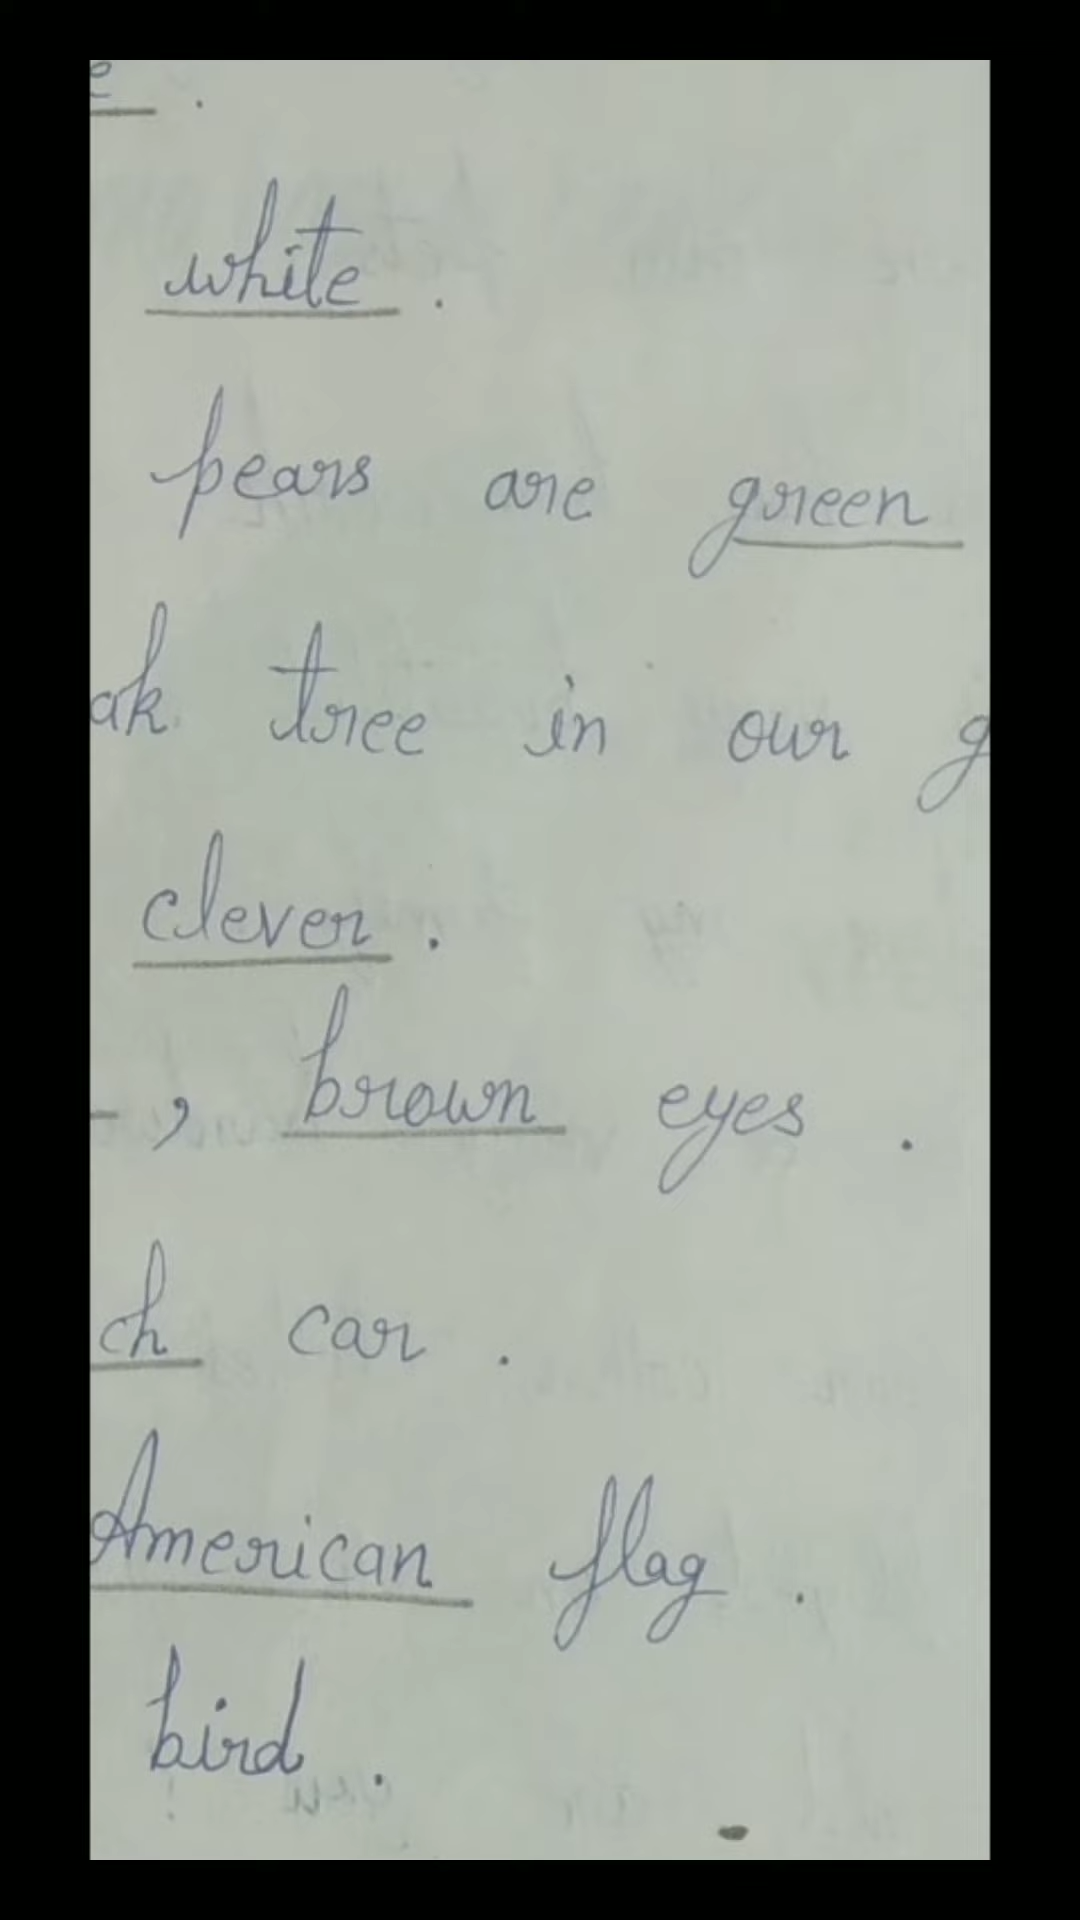 e.
white.
pears are green
ak tree in our g
clever.
, brown eyes.
ch car.
American flag.
bird.